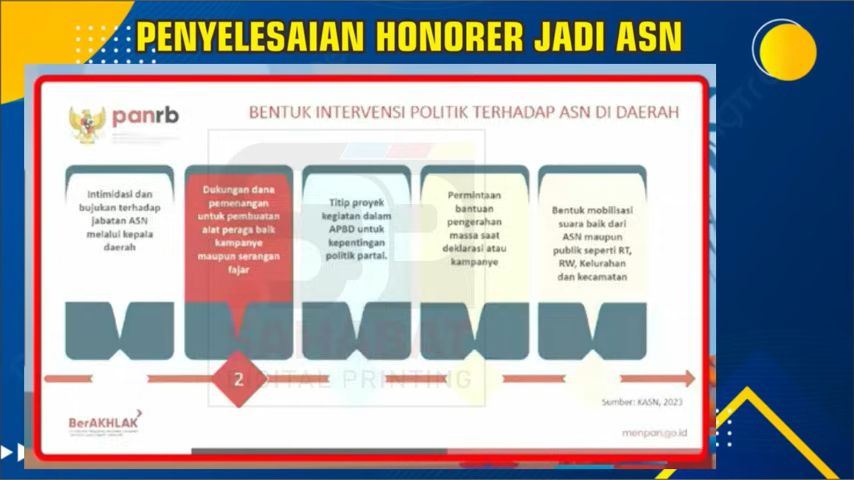 PENYELESAIAN HONORER JADI ASN
panrb
BENTUK INTERVENSI POLITIK TERHADAP ASN DI DAERAH
Intimidasi dan
bujukan terhadap
jabatan ASN
melalui kepala
daerah
Dukungan dana
pemenangan
untuk pembuatan
alat peraga baik
kampanye
maupun serangan
fajar
Titip proyek
kegiatan dalam
APBD untuk
kepentingan
politik partai.
Permintaan
bantuan
pengerahan
massa saat
deklarasi atau
kampanye
Bentuk mobilisasi
suara baik dari
ASN maupun
publik seperti RT,
RW, Kelurahan
dan kecamatan
2
SAHABAT
DIGITAL PRINTING
Sumber: KASN, 2023
BerAKHLAK
menpan.go.id